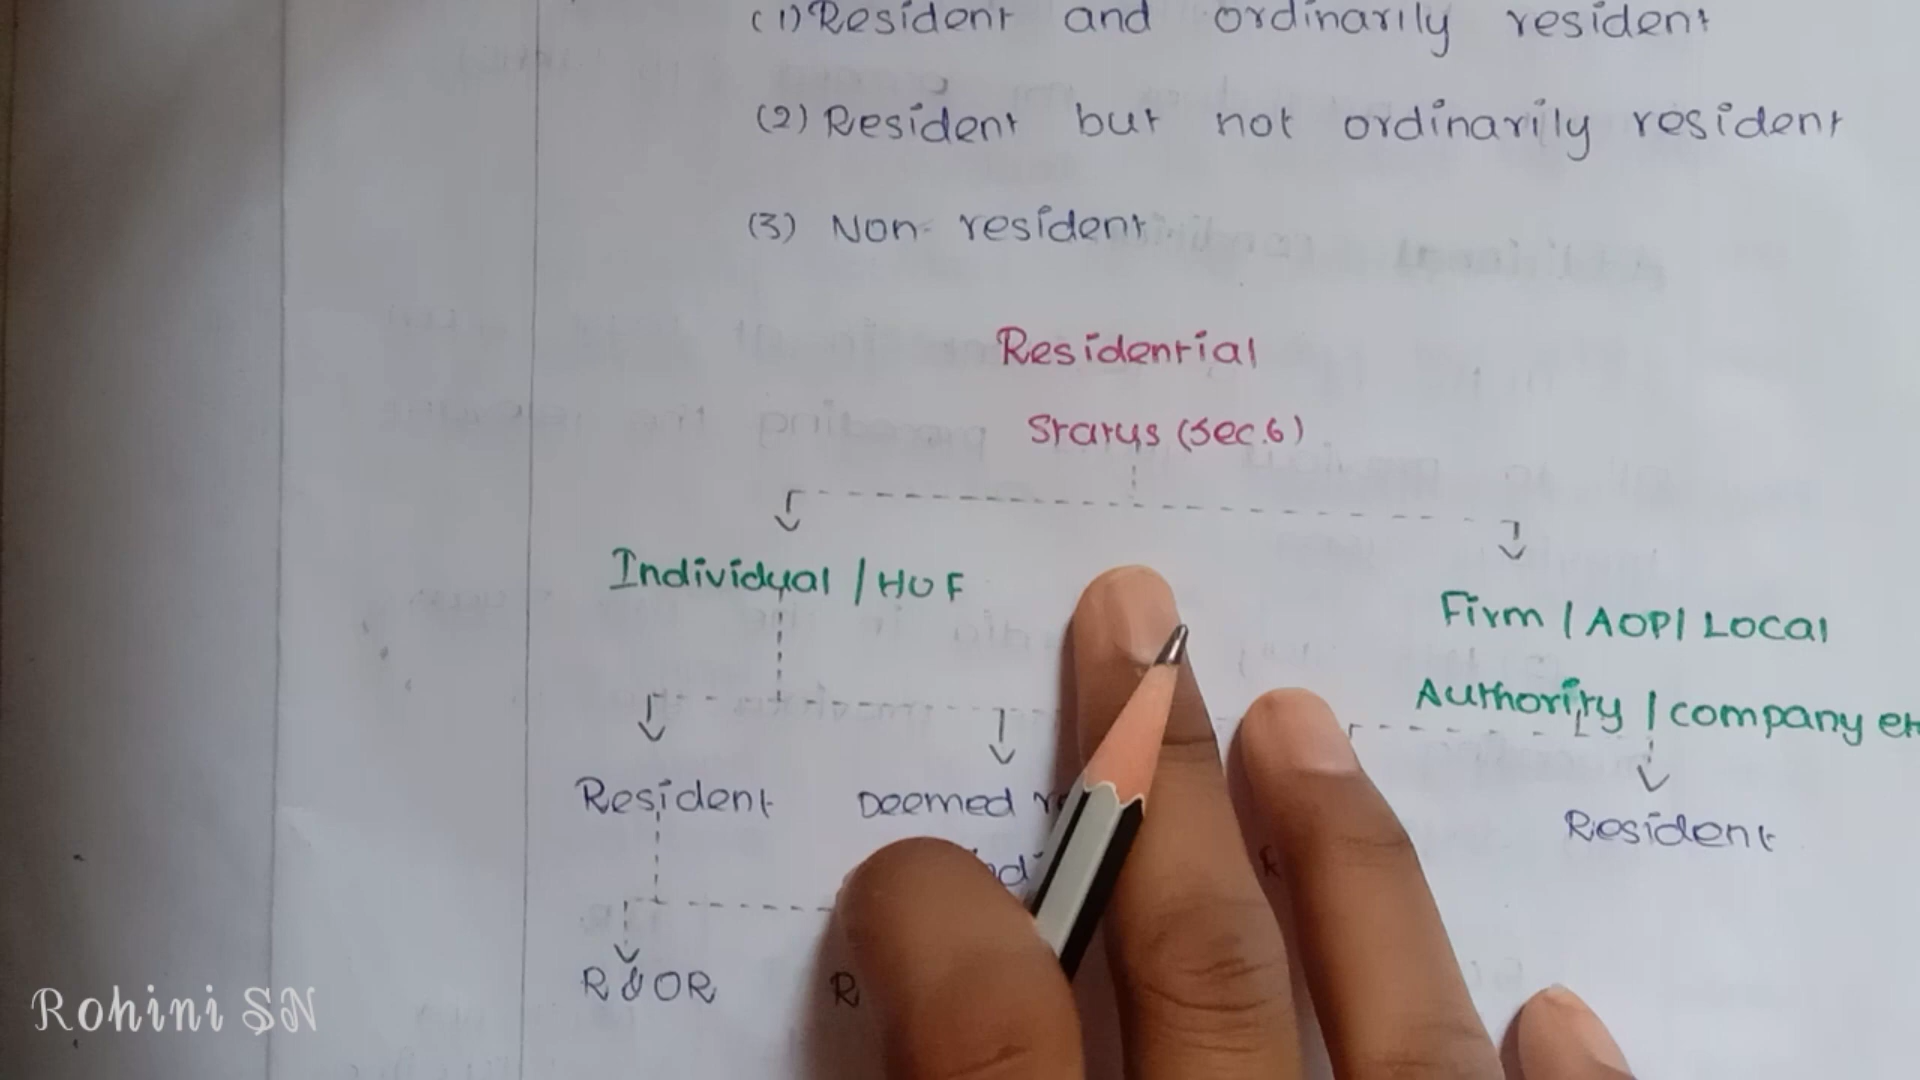 (1) Resident and ordinarily resident
(2) Resident but not ordinarily resident
(3) Non-resident
Residential
Status (Sec.6)
Individual / HUF
Firm / AOP / Local
Authority / company
Resident
Deemed
Resident
R & OR
R
Rohini SN